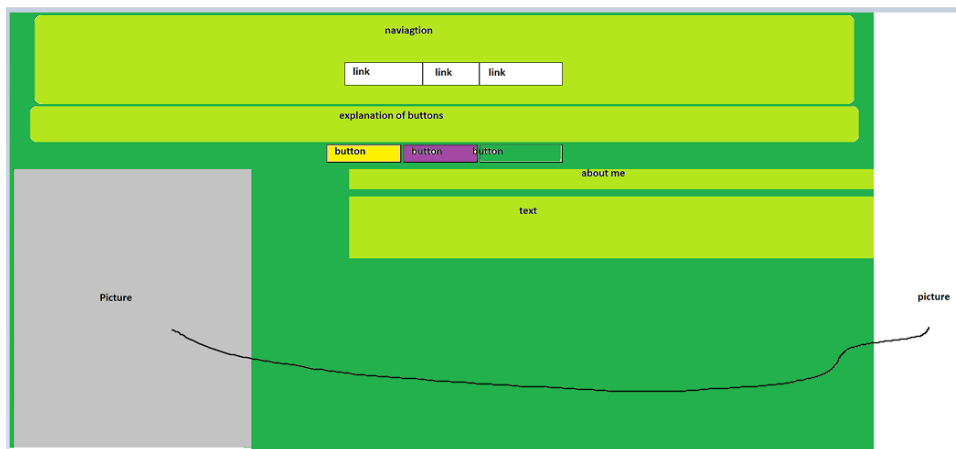 naviagtion
link link link
explanation of buttons
button button button
about me
text
Picture
picture